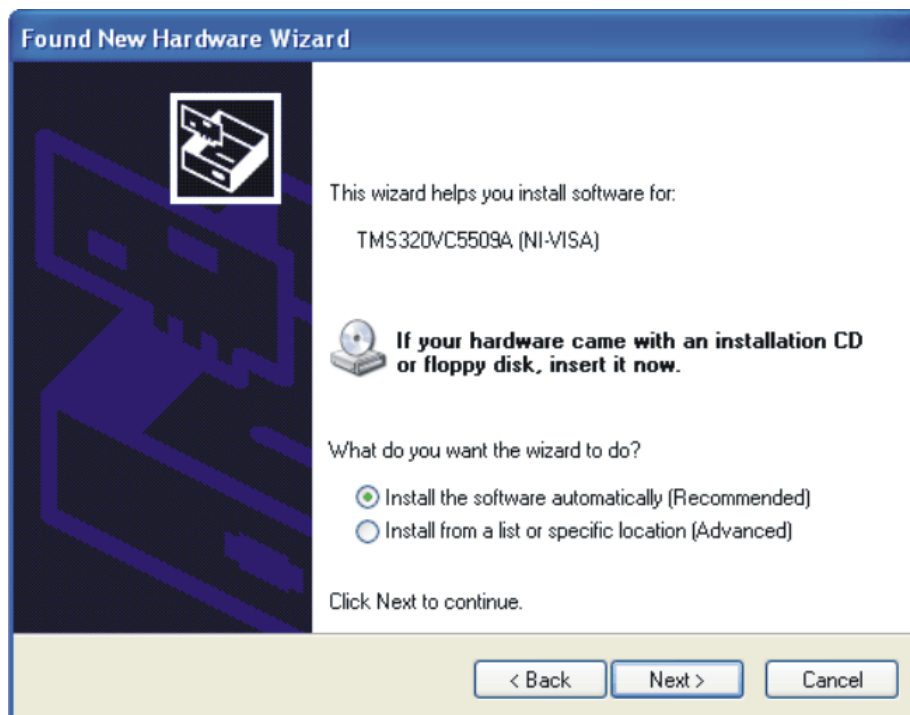 Found New Hardware Wizard
This wizard helps you install software for:
TMS320VC5509A (NI-VISA)
If your hardware came with an installation CD
or floppy disk, insert it now.
What do you want the wizard to do?
Install the software automatically (Recommended)
Install from a list or specific location (Advanced)
Click Next to continue.
< Back
Next >
Cancel